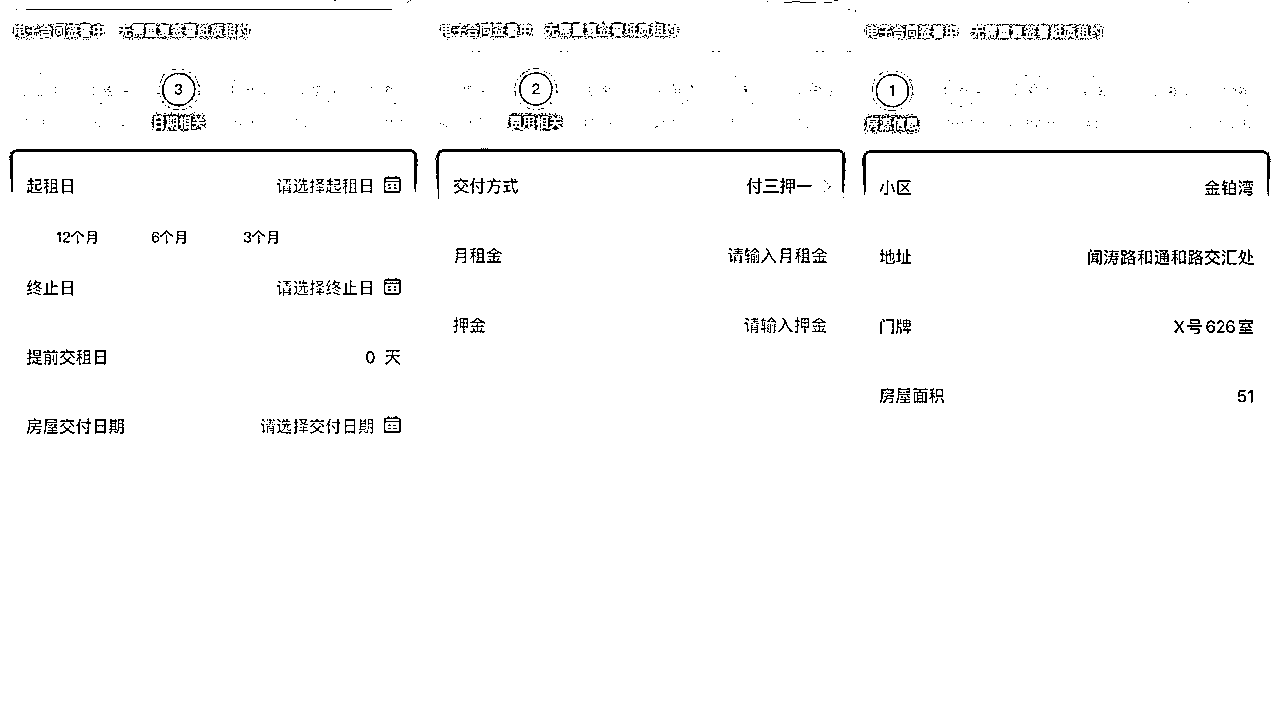 电子合同签署中 无需重复签署纸质租约
3
日期相关
起租日 请选择起租日
12个月 6个月 3个月
终止日 请选择终止日
提前交租日 0 天
房屋交付日期 请选择交付日期
电子合同签署中 无需重复签署纸质租约
2
费用相关
交付方式 付三押一
月租金 请输入月租金
押金 请输入押金
电子合同签署中 无需重复签署纸质租约
1
房源信息
小区 金铂湾
地址 闻涛路和通和路交汇处
门牌 X号626室
房屋面积 51